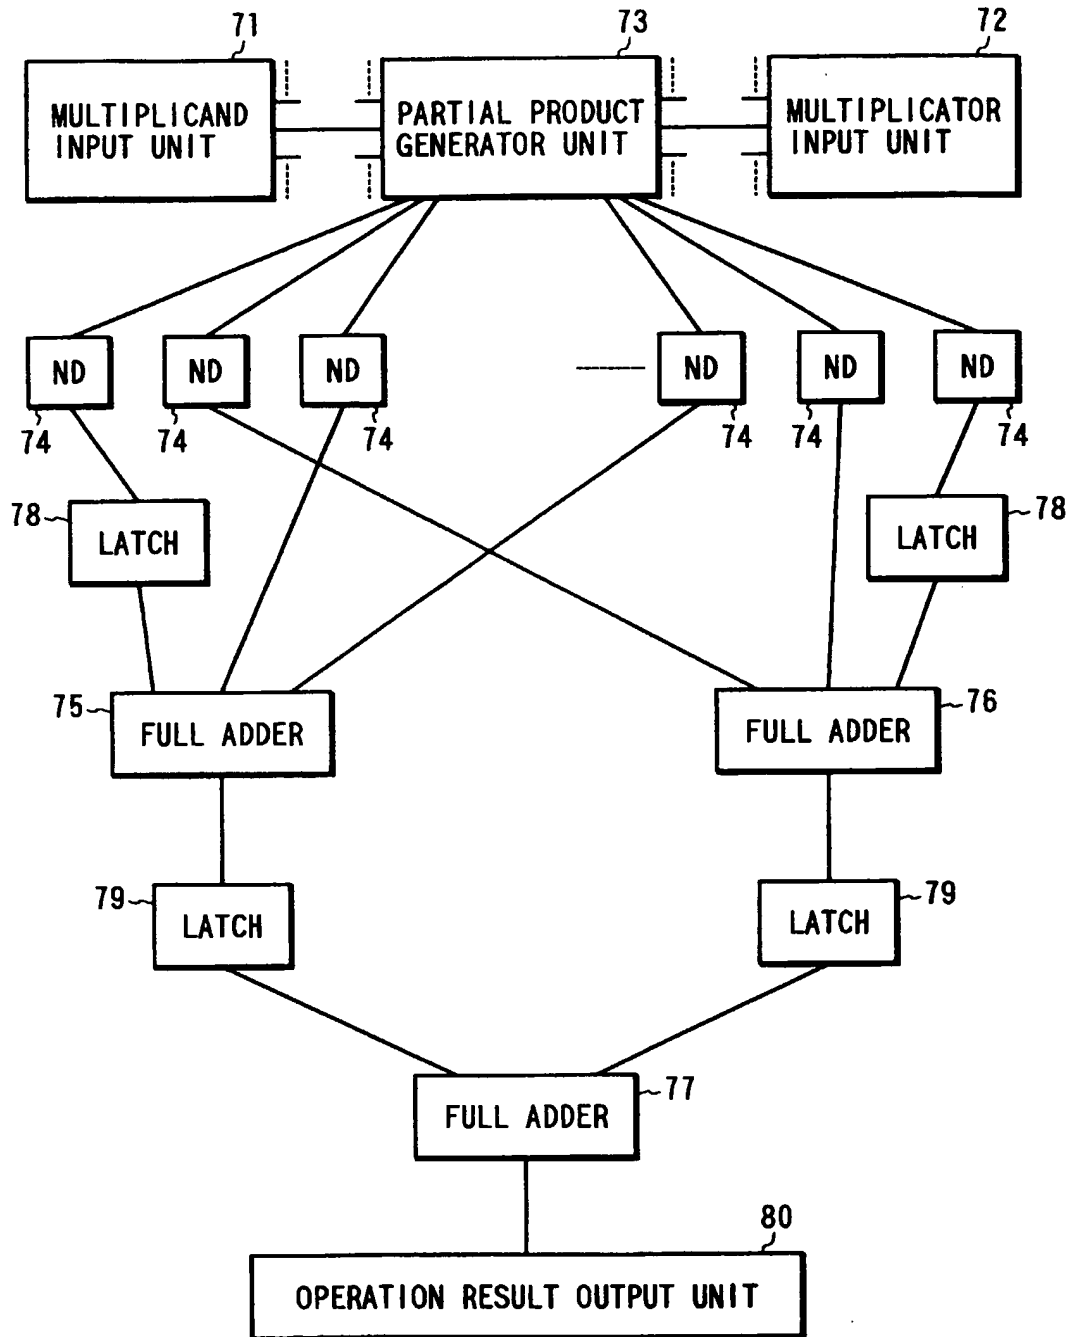 71
73
72
MULTIPLICAND
INPUT UNIT
PARTIAL PRODUCT
GENERATOR UNIT
MULTIPLICATOR
INPUT UNIT
ND
ND
ND
ND
ND
ND
74
74
74
74
74
74
78
LATCH
LATCH
78
75
FULL ADDER
FULL ADDER
76
79
LATCH
LATCH
79
FULL ADDER
77
80
OPERATION RESULT OUTPUT UNIT